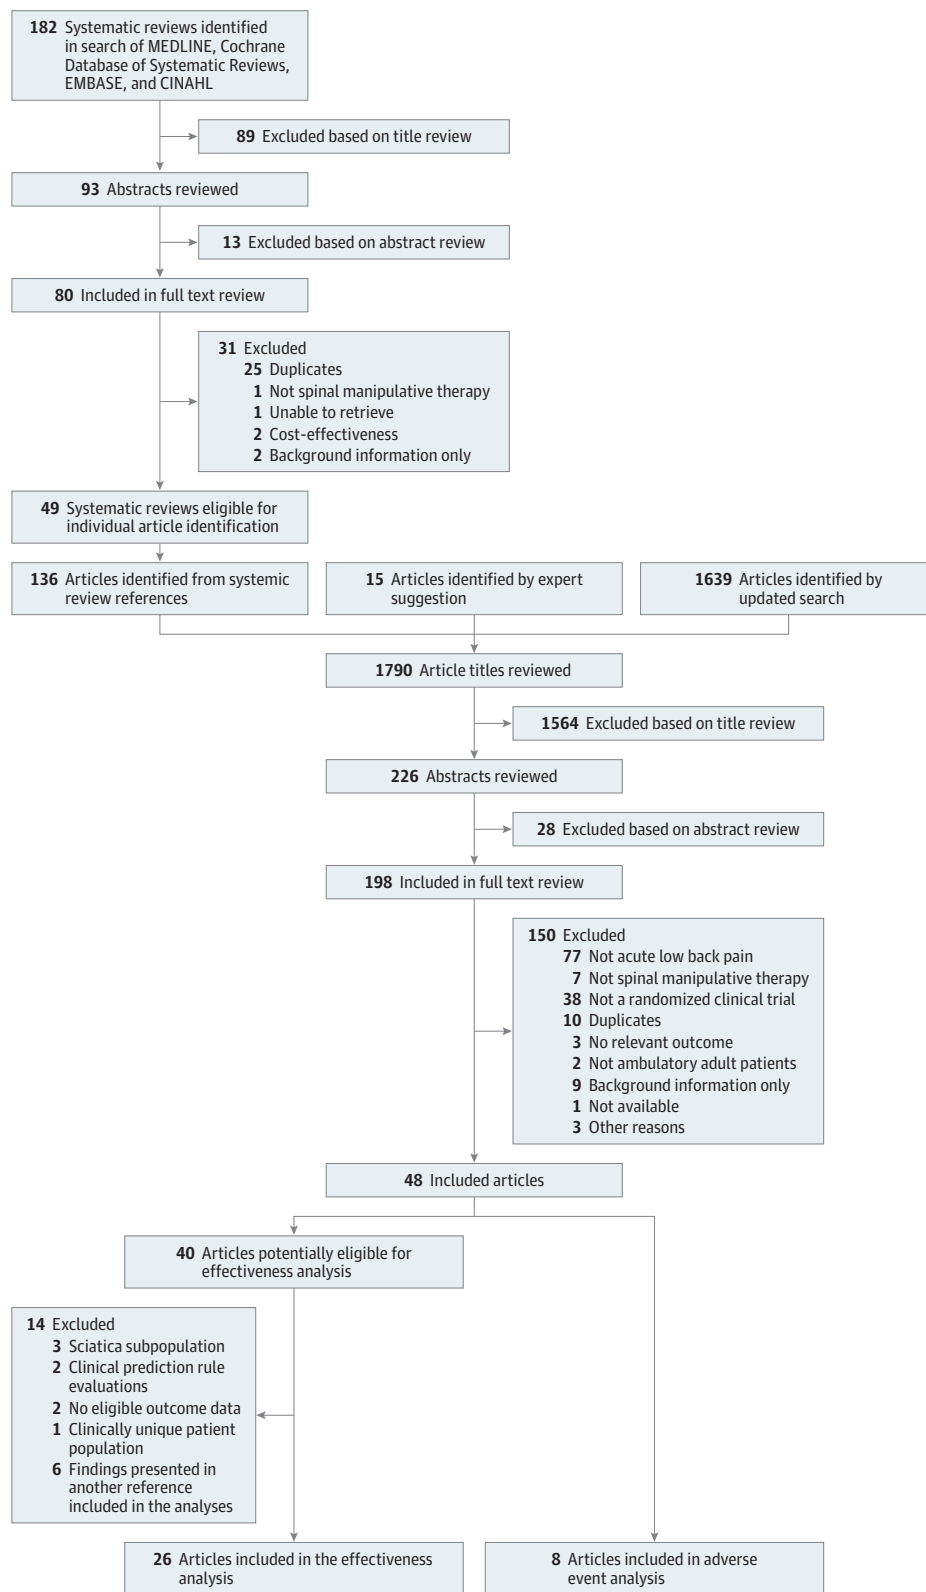 182 Systematic reviews identified
in search of MEDLINE, Cochrane
Database of Systematic Reviews,
EMBASE, and CINAHL
89 Excluded based on title review
93 Abstracts reviewed
13 Excluded based on abstract review
80 Included in full text review
31 Excluded
25 Duplicates
1 Not spinal manipulative therapy
1 Unable to retrieve
2 Cost-effectiveness
2 Background information only
49 Systematic reviews eligible for
individual article identification
136 Articles identified from systemic
review references
15 Articles identified by expert
suggestion
1639 Articles identified by
updated search
1790 Article titles reviewed
1564 Excluded based on title review
226 Abstracts reviewed
28 Excluded based on abstract review
198 Included in full text review
150 Excluded
77 Not acute low back pain
7 Not spinal manipulative therapy
38 Not a randomized clinical trial
10 Duplicates
3 No relevant outcome
2 Not ambulatory adult patients
9 Background information only
1 Not available
3 Other reasons
48 Included articles
40 Articles potentially eligible for
effectiveness analysis
14 Excluded
3 Sciatica subpopulation
2 Clinical prediction rule
evaluations
2 No eligible outcome data
1 Clinically unique patient
population
6 Findings presented in
another reference
included in the analyses
26 Articles included in the effectiveness
analysis
8 Articles included in adverse
event analysis